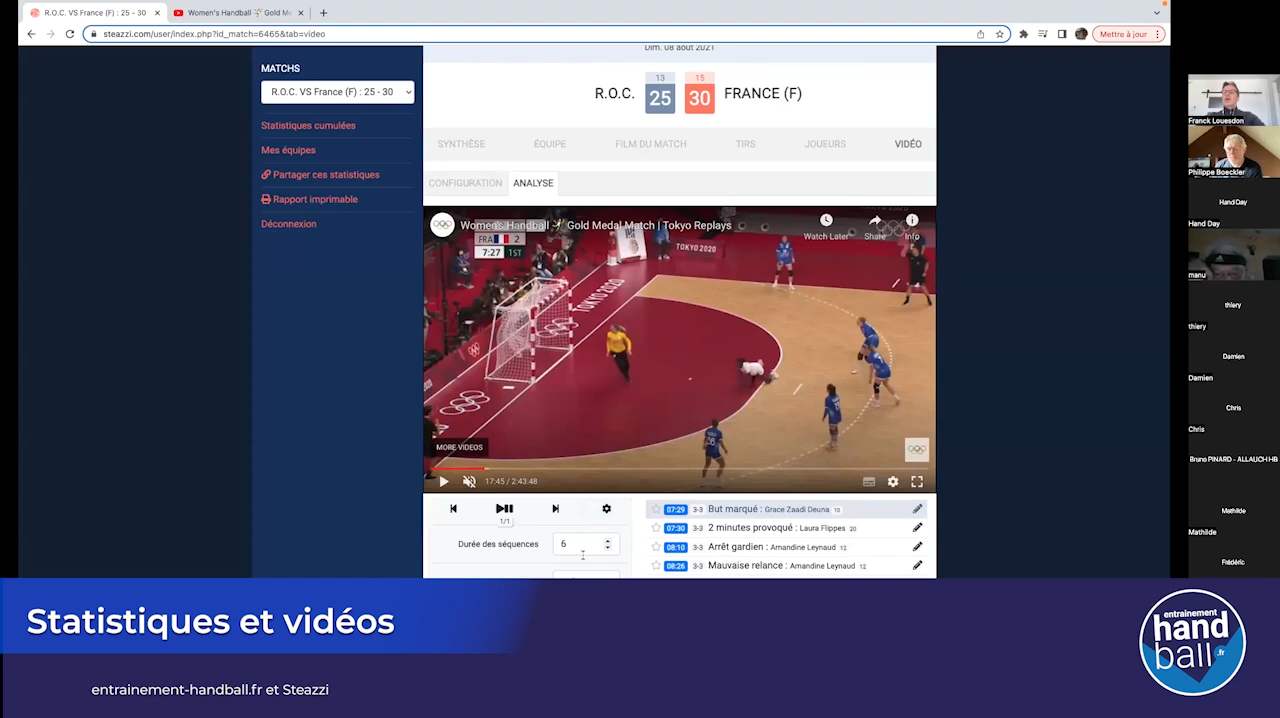 R.O.C. VS France (F) : 25 - 30
Women's Handball 🤾 Gold Me
steazzi.com/user/index.php?id_match=6465&tab=video
Mettre à jour
MATCHS
R.O.C. VS France (F) : 25 - 30
Statistiques cumulées
Mes équipes
Partager ces statistiques
Rapport imprimable
Déconnexion
Dim. 08 août 2021
R.O.C.
13
25
15
30
FRANCE (F)
SYNTHÈSE
ÉQUIPE
FILM DU MATCH
TIRS
JOUEURS
VIDÉO
CONFIGURATION
ANALYSE
Women's Handball 🤾 Gold Medal Match | Tokyo Replays
Watch Later
Share
Info
FRA 2
7:27 1ST
TOKYO 2020
TOKYO 2020
MORE VIDEOS
17:45 / 2:43:48
1/1
Durée des séquences
6
07:29 3-3 But marqué : Grace Zaadi Deuna 10
07:30 3-3 2 minutes provoqué : Laura Flippes 20
08:10 3-3 Arrêt gardien : Amandine Leynaud 12
08:26 3-3 Mauvaise relance : Amandine Leynaud 12
Franck Louesdon
Philippe Boeckler
Hand Day
Hand Day
manu
thiery
thiery
Damien
Damien
Chris
Chris
Bruno PINARD - ALLAUCH HB
Mathilde
Mathilde
Frédéric
Statistiques et vidéos
entrainement-handball.fr et Steazzi
entrainement
hand
ball
.fr